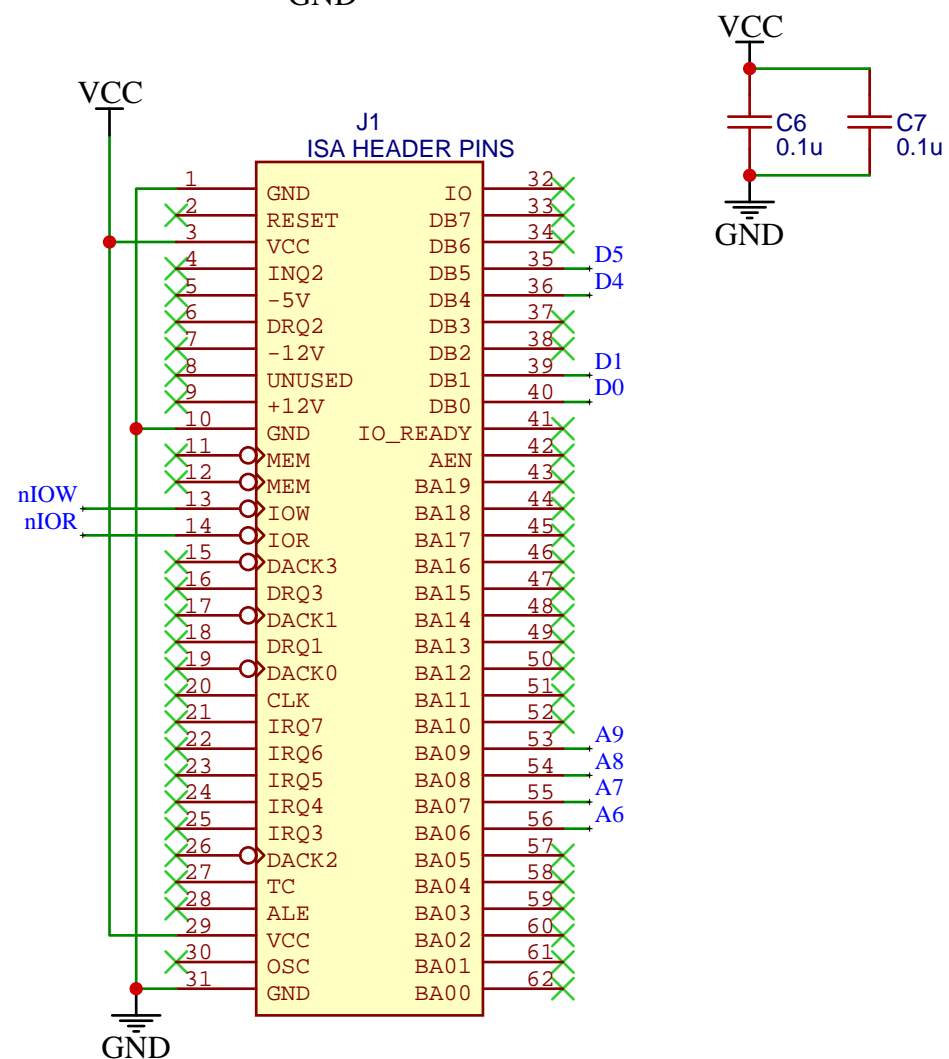 GND
VCC
C6
0.1u
C7
0.1u
GND
VCC
J1
ISA HEADER PINS
1 GND IO 32
2 RESET DB7 33
3 VCC DB6 34
4 INQ2 DB5 35 D5
5 -5V DB4 36 D4
6 DRQ2 DB3 37
7 -12V DB2 38
8 UNUSED DB1 39 D1
9 +12V DB0 40 D0
10 GND IO_READY 41
11 MEM AEN 42
12 MEM BA19 43
nIOW 13 IOW BA18 44
nIOR 14 IOR BA17 45
15 DACK3 BA16 46
16 DRQ3 BA15 47
17 DACK1 BA14 48
18 DRQ1 BA13 49
19 DACK0 BA12 50
20 CLK BA11 51
21 IRQ7 BA10 52
22 IRQ6 BA09 53 A9
23 IRQ5 BA08 54 A8
24 IRQ4 BA07 55 A7
25 IRQ3 BA06 56 A6
26 DACK2 BA05 57
27 TC BA04 58
28 ALE BA03 59
29 VCC BA02 60
30 OSC BA01 61
31 GND BA00 62
GND